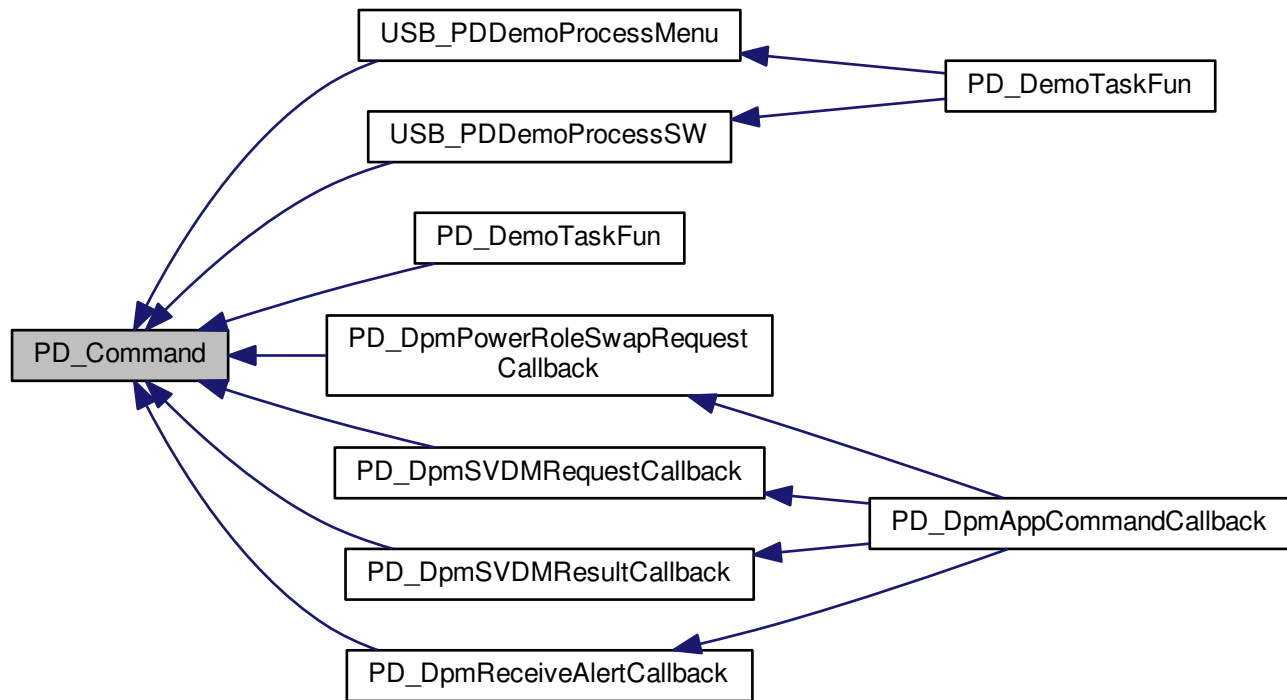 USB_PDDemoProcessMenu
PD_DemoTaskFun
USB_PDDemoProcessSW
PD_DemoTaskFun
PD_Command
PD_DpmPowerRoleSwapRequest
Callback
PD_DpmSVDMRequestCallback
PD_DpmAppCommandCallback
PD_DpmSVDMResultCallback
PD_DpmReceiveAlertCallback